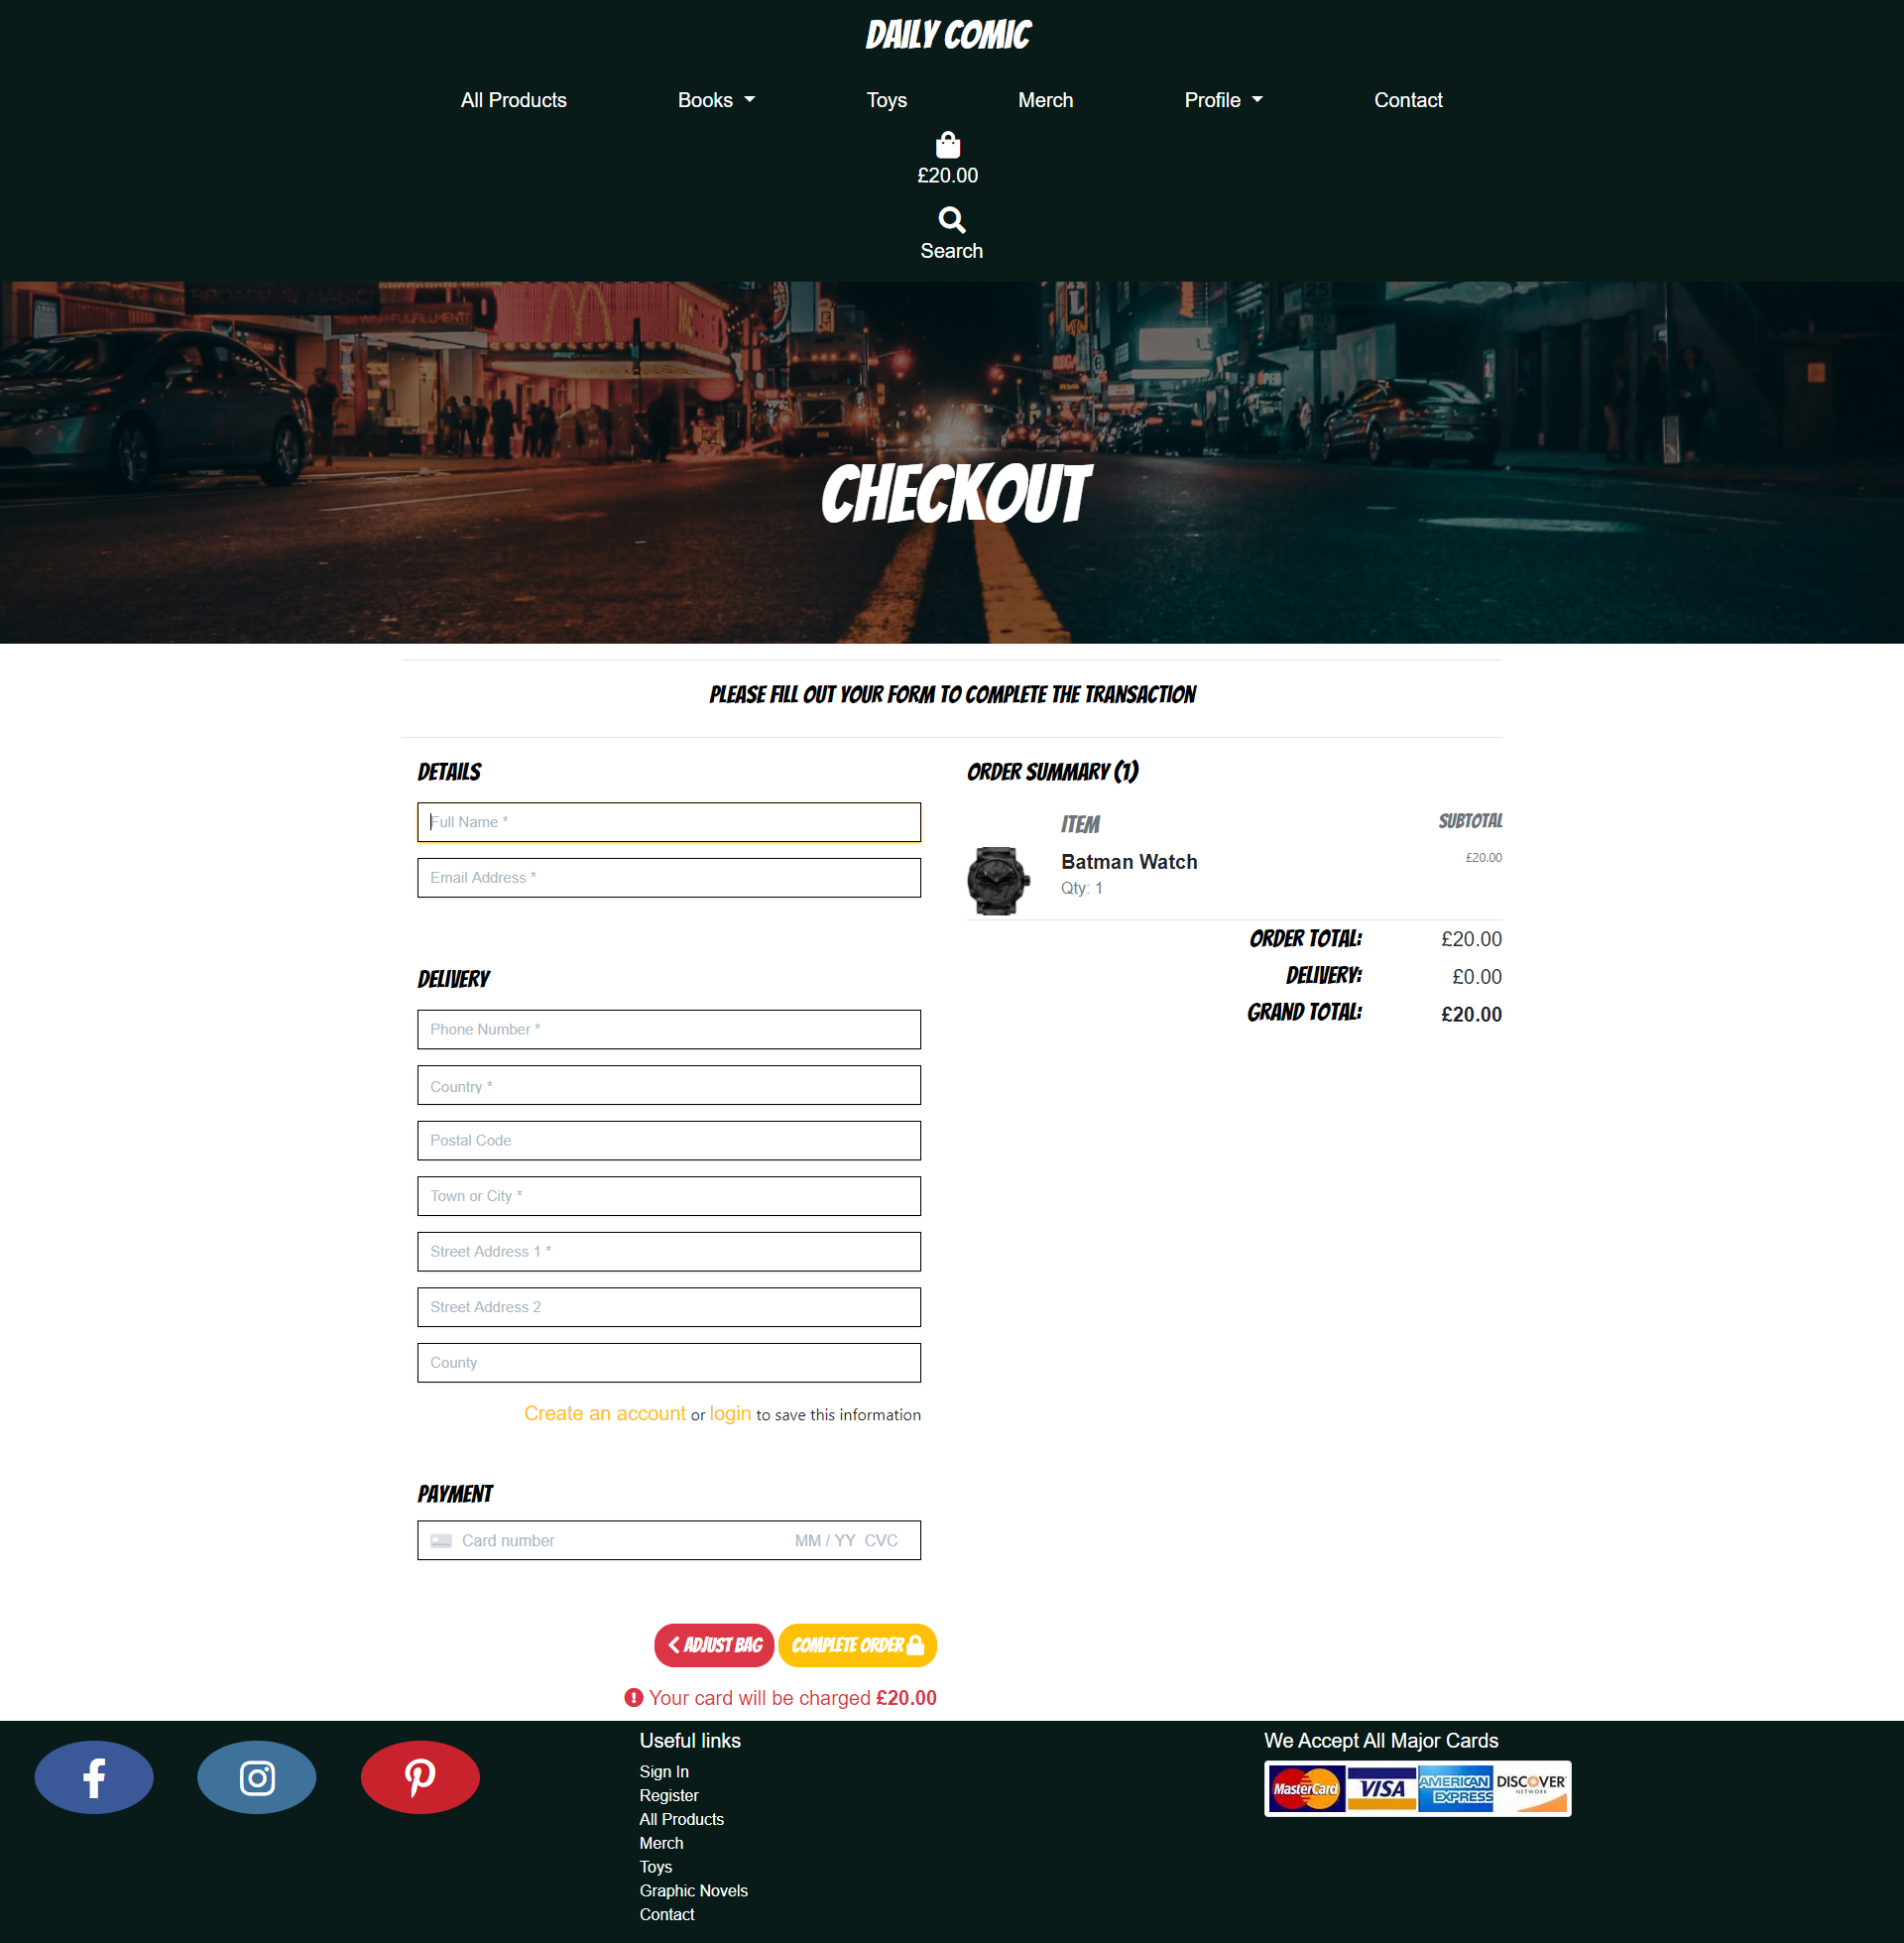 DAILY COMIC
All Products Books Toys Merch Profile Contact
£20.00
Search
BROADWAY MAGIC
CHECKOUT
PLEASE FILL OUT YOUR FORM TO COMPLETE THE TRANSACTION
DETAILS
Full Name *
Email Address *
DELIVERY
Phone Number *
Country *
Postal Code
Town or City *
Street Address 1 *
Street Address 2
County
Create an account or login to save this information
PAYMENT
Card number MM / YY CVC
ADJUST BAG COMPLETE ORDER
Your card will be charged £20.00
ORDER SUMMARY (1)
ITEM SUBTOTAL
Batman Watch £20.00
Qty: 1
ORDER TOTAL: £20.00
DELIVERY: £0.00
GRAND TOTAL: £20.00
Useful links
Sign In
Register
All Products
Merch
Toys
Graphic Novels
Contact
We Accept All Major Cards
MasterCard VISA AMERICAN EXPRESS DISCOVER NETWORK